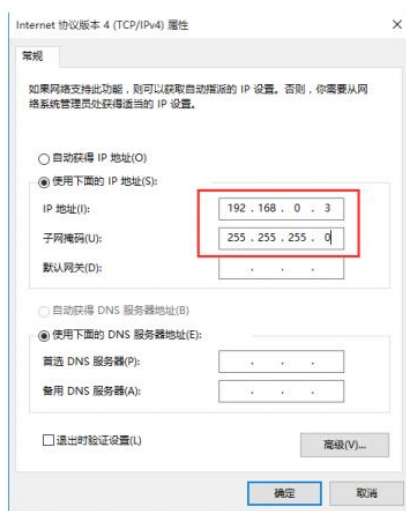 Internet 协议版本 4 (TCP/IPv4) 属性
常规
如果网络支持此功能，则可以获取自动指派的 IP 设置。否则，你需要从网
络系统管理员处获得适当的 IP 设置。
自动获得 IP 地址(O)
使用下面的 IP 地址(S):
IP 地址(I): 192 . 168 . 0 . 3
子网掩码(U): 255 . 255 . 255 . 0
默认网关(D): . . .
自动获得 DNS 服务器地址(B)
使用下面的 DNS 服务器地址(E):
首选 DNS 服务器(P): . . .
备用 DNS 服务器(A): . . .
退出时验证设置(L)
高级(V)...
确定 取消